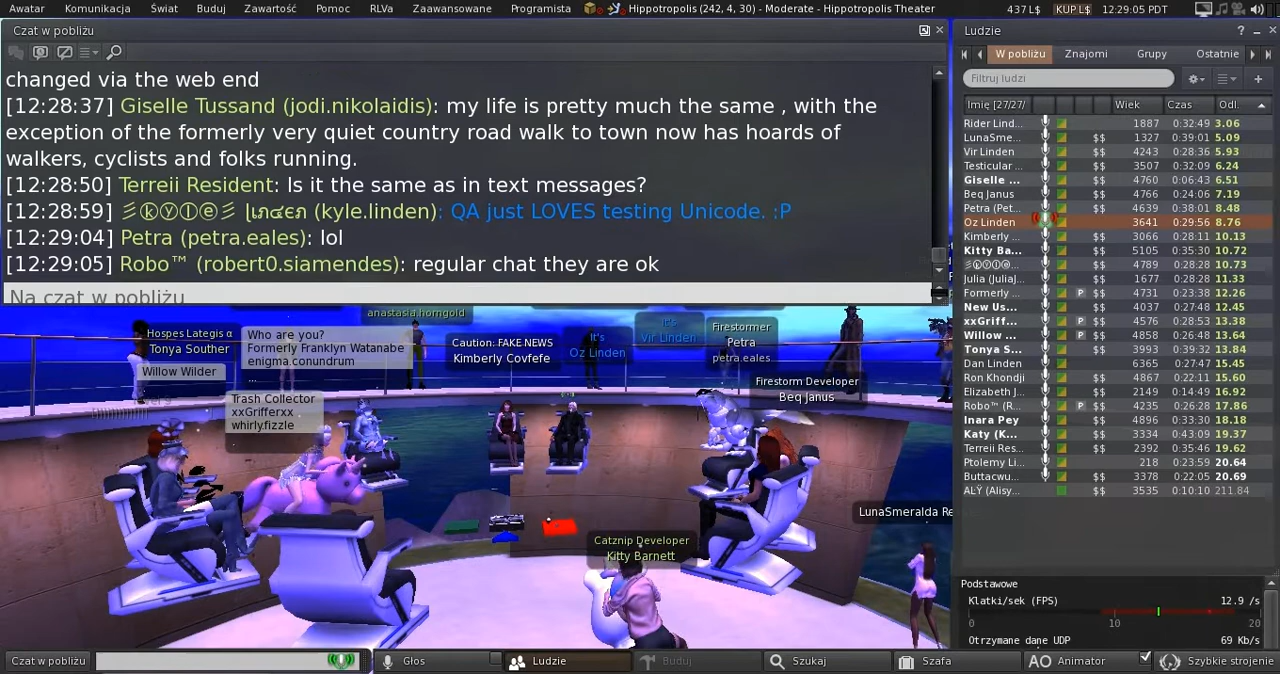 Awatar Komunikacja Świat Buduj Zawartość Pomoc RLVa Zaawansowane Programista Hippotropolis (242, 4, 30) - Moderate - Hippotropolis Theater 437 L$ KUP L$ 12:29:05 PDT
Czat w pobliżu
changed via the web end
[12:28:37] Giselle Tussand (jodi.nikolaidis): my life is pretty much the same , with the
exception of the formerly very quiet country road walk to town now has hoards of
walkers, cyclists and folks running.
[12:28:50] Terreii Resident: Is it the same as in text messages?
[12:28:59] (kyle.linden): QA just LOVES testing Unicode. :P
[12:29:04] Petra (petra.eales): lol
[12:29:05] Robo™ (robert0.siamendes): regular chat they are ok
Na czat w pobliżu
anastasia.horngold
Hospes Lategis α
Tonya Souther
Willow Wilder
Who are you?
Formerly Franklyn Watanabe
enigma.conundrum
...
Trash Collector
xxGrifferxx
whirly.fizzle
Caution: FAKE NEWS
Kimberly Covfefe
It's
Oz Linden
It's
Vir Linden
Firestormer
Petra
petra eales
Firestorm Developer
Beq Janus
LunaSmeralda Re
Catznip Developer
Kitty Barnett
Ludzie
? _ ×
W pobliżu Znajomi Grupy Ostatnie
Filtruj ludzi
Imię [27/27/ Wiek Czas Odl.
Rider Lind... 1887 0:32:49 3.06
LunaSme... $$ 1327 0:39:01 5.09
Vir Linden $$ 4243 0:28:36 5.93
Testicular ... $$ 3507 0:32:09 6.24
Giselle ... $$ 4760 0:06:43 6.51
Beq Janus $$ 4766 0:24:06 7.19
Petra (Pet... $$ 4639 0:38:01 8.48
Oz Linden 3641 0:29:56 8.76
Kimberly ... $$ 3066 0:28:11 10.13
Kitty Ba... $$ 5105 0:35:30 10.72
$$ 4789 0:28:28 10.73
Julia (JuliaJ... $$ 1677 0:28:28 11.33
Formerly ... P $$ 4731 0:23:38 12.26
New Us... $$ 4037 0:27:48 12.45
xxGriff... P $$ 4576 0:28:53 13.38
Willow ... P $$ 4858 0:26:48 13.64
Tonya S... $$ 3993 0:39:32 13.84
Dan Linden 6365 0:27:47 15.45
Ron Khondji $$ 4867 0:22:11 15.60
Elizabeth J... $$ 2149 0:14:49 16.92
Robo™ (R... P $$ 4235 0:26:28 17.86
Inara Pey $$ 4896 0:33:30 18.18
Katy (K... $$ 3334 0:43:09 19.37
Terreii Res... $$ 2392 0:35:46 19.62
Ptolemy Li... 218 0:23:59 20.64
Buttacwu... $$ 3378 0:22:05 20.69
ALÝ (Alisy... $$ 3535 0:10:10 211.84
Podstawowe
Klatki/sek (FPS) 12.9 /s
0 10 20
Otrzymane dane UDP 69 Kb/s
Czat w pobliżu Głos Ludzie Buduj Szukaj Szafa AO Animator Szybkie strojenie